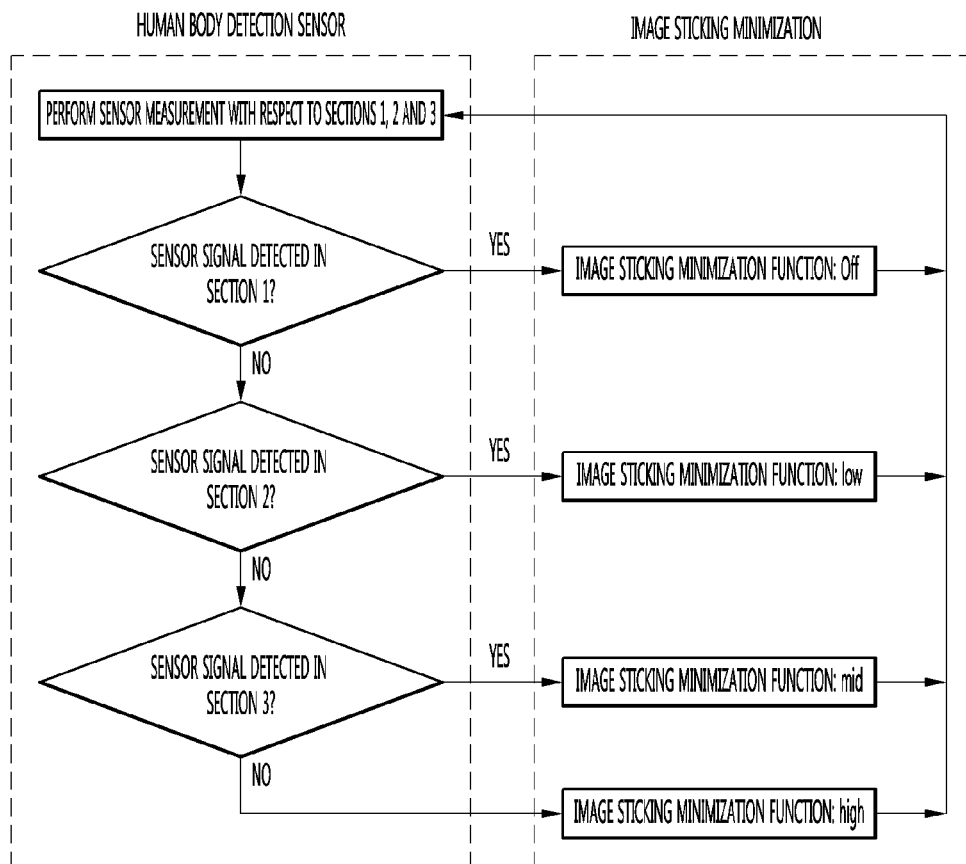 HUMAN BODY DETECTION SENSOR
IMAGE STICKING MINIMIZATION
PERFORM SENSOR MEASUREMENT WITH RESPECT TO SECTIONS 1, 2 AND 3
SENSOR SIGNAL DETECTED IN
SECTION 1?
YES
IMAGE STICKING MINIMIZATION FUNCTION: Off
NO
SENSOR SIGNAL DETECTED IN
SECTION 2?
YES
IMAGE STICKING MINIMIZATION FUNCTION: low
NO
SENSOR SIGNAL DETECTED IN
SECTION 3?
YES
IMAGE STICKING MINIMIZATION FUNCTION: mid
NO
IMAGE STICKING MINIMIZATION FUNCTION: high